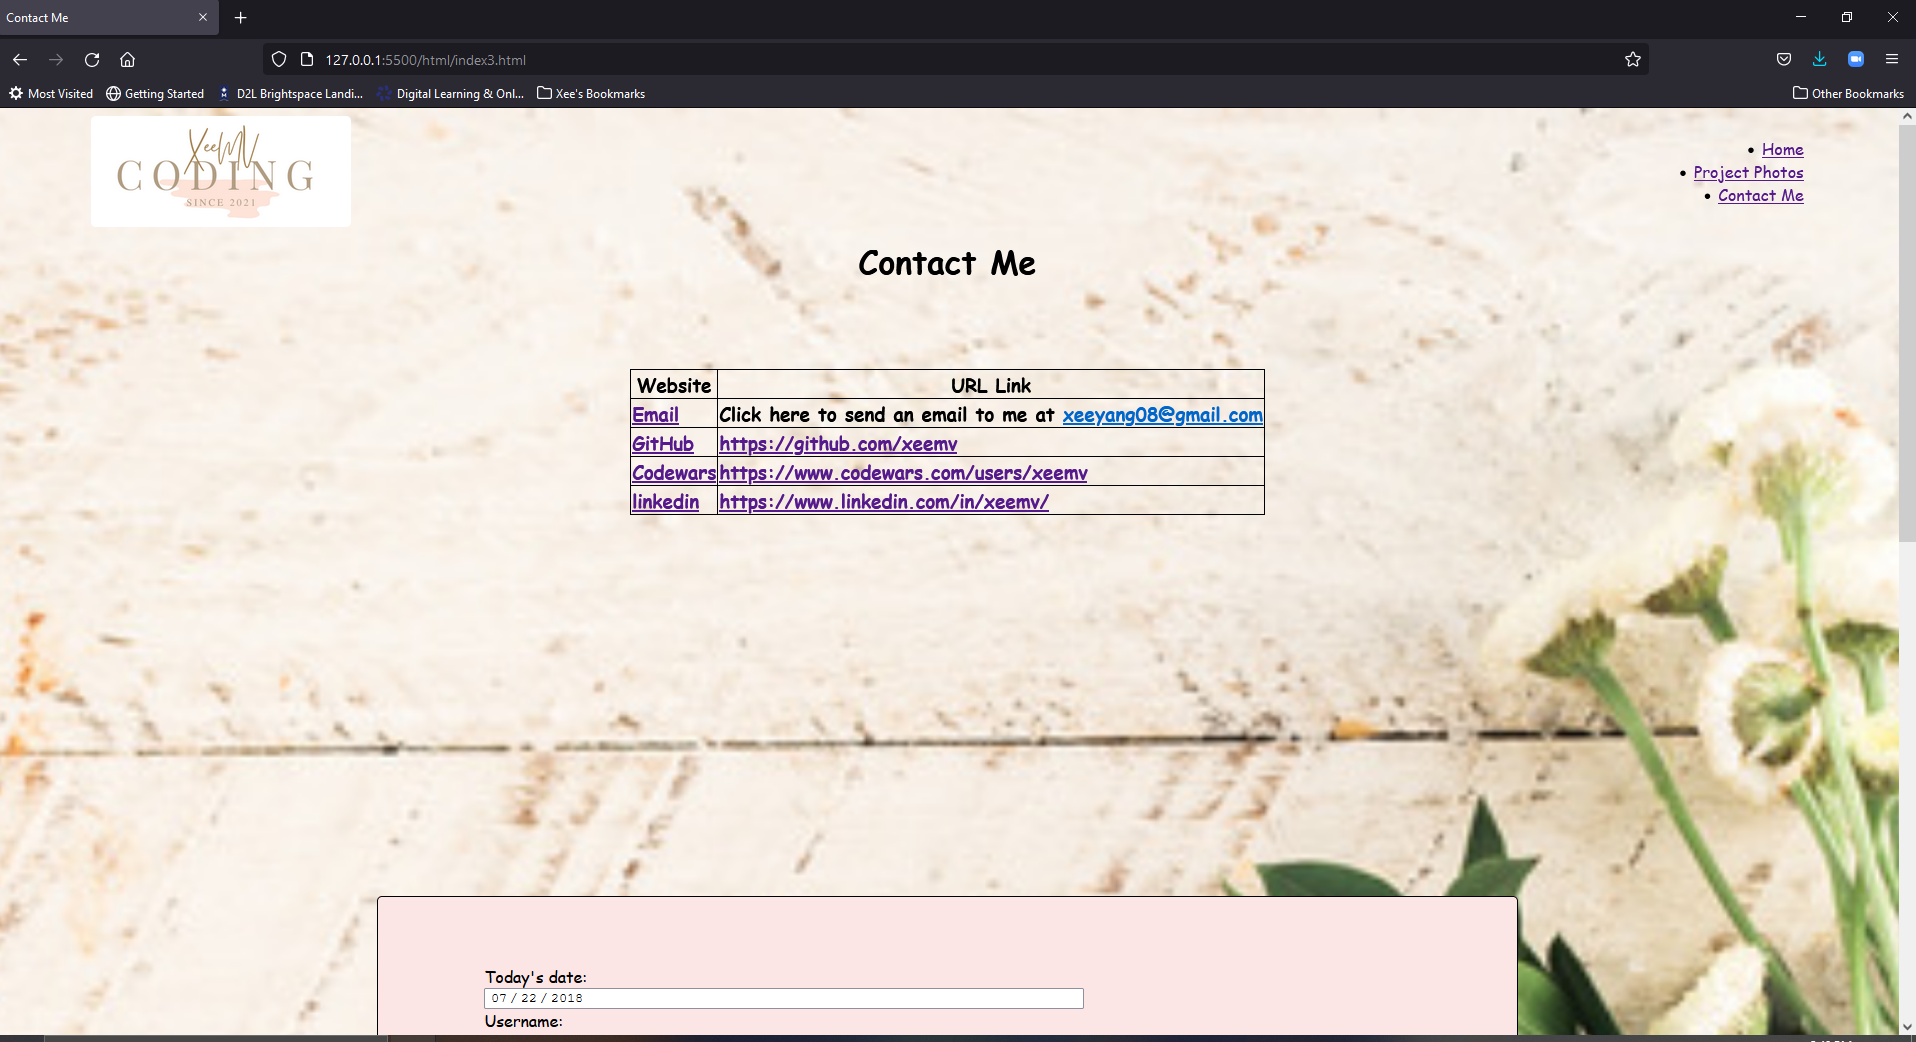 Contact Me
127.0.0.1:5500/html/index3.html
Most Visited
Getting Started
D2L Brightspace Landi...
Digital Learning & Onl...
Xee's Bookmarks
Other Bookmarks
XeeMV
CODING
SINCE 2021
Home
Project Photos
Contact Me
Contact Me
Website URL Link
Email Click here to send an email to me at xeeyang08@gmail.com
GitHub https://github.com/xeemv
Codewars https://www.codewars.com/users/xeemv
linkedin https://www.linkedin.com/in/xeemv/
Today's date:
07 / 22 / 2018
Username: